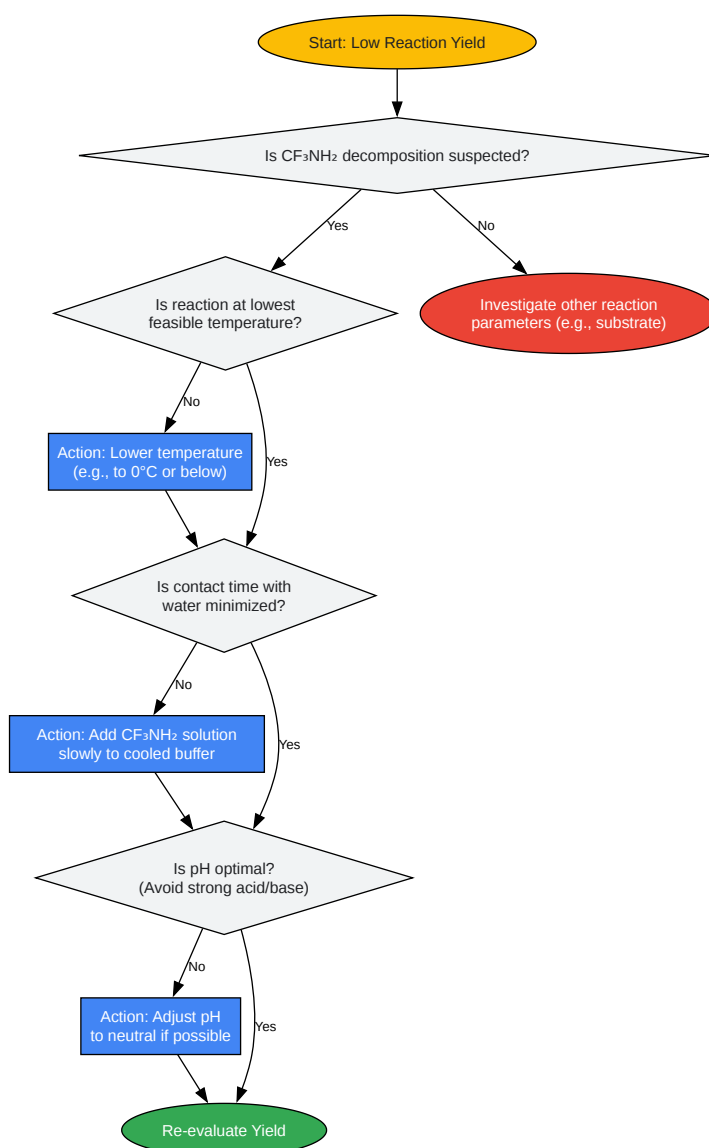 Start: Low Reaction Yield
Is CF₃NH₂ decomposition suspected?
Yes
No
Is reaction at lowest
feasible temperature?
Investigate other reaction
parameters (e.g., substrate)
No
Yes
Action: Lower temperature
(e.g., to 0°C or below)
Is contact time with
water minimized?
No
Yes
Action: Add CF₃NH₂ solution
slowly to cooled buffer
Is pH optimal?
(Avoid strong acid/base)
No
Yes
Action: Adjust pH
to neutral if possible
Re-evaluate Yield